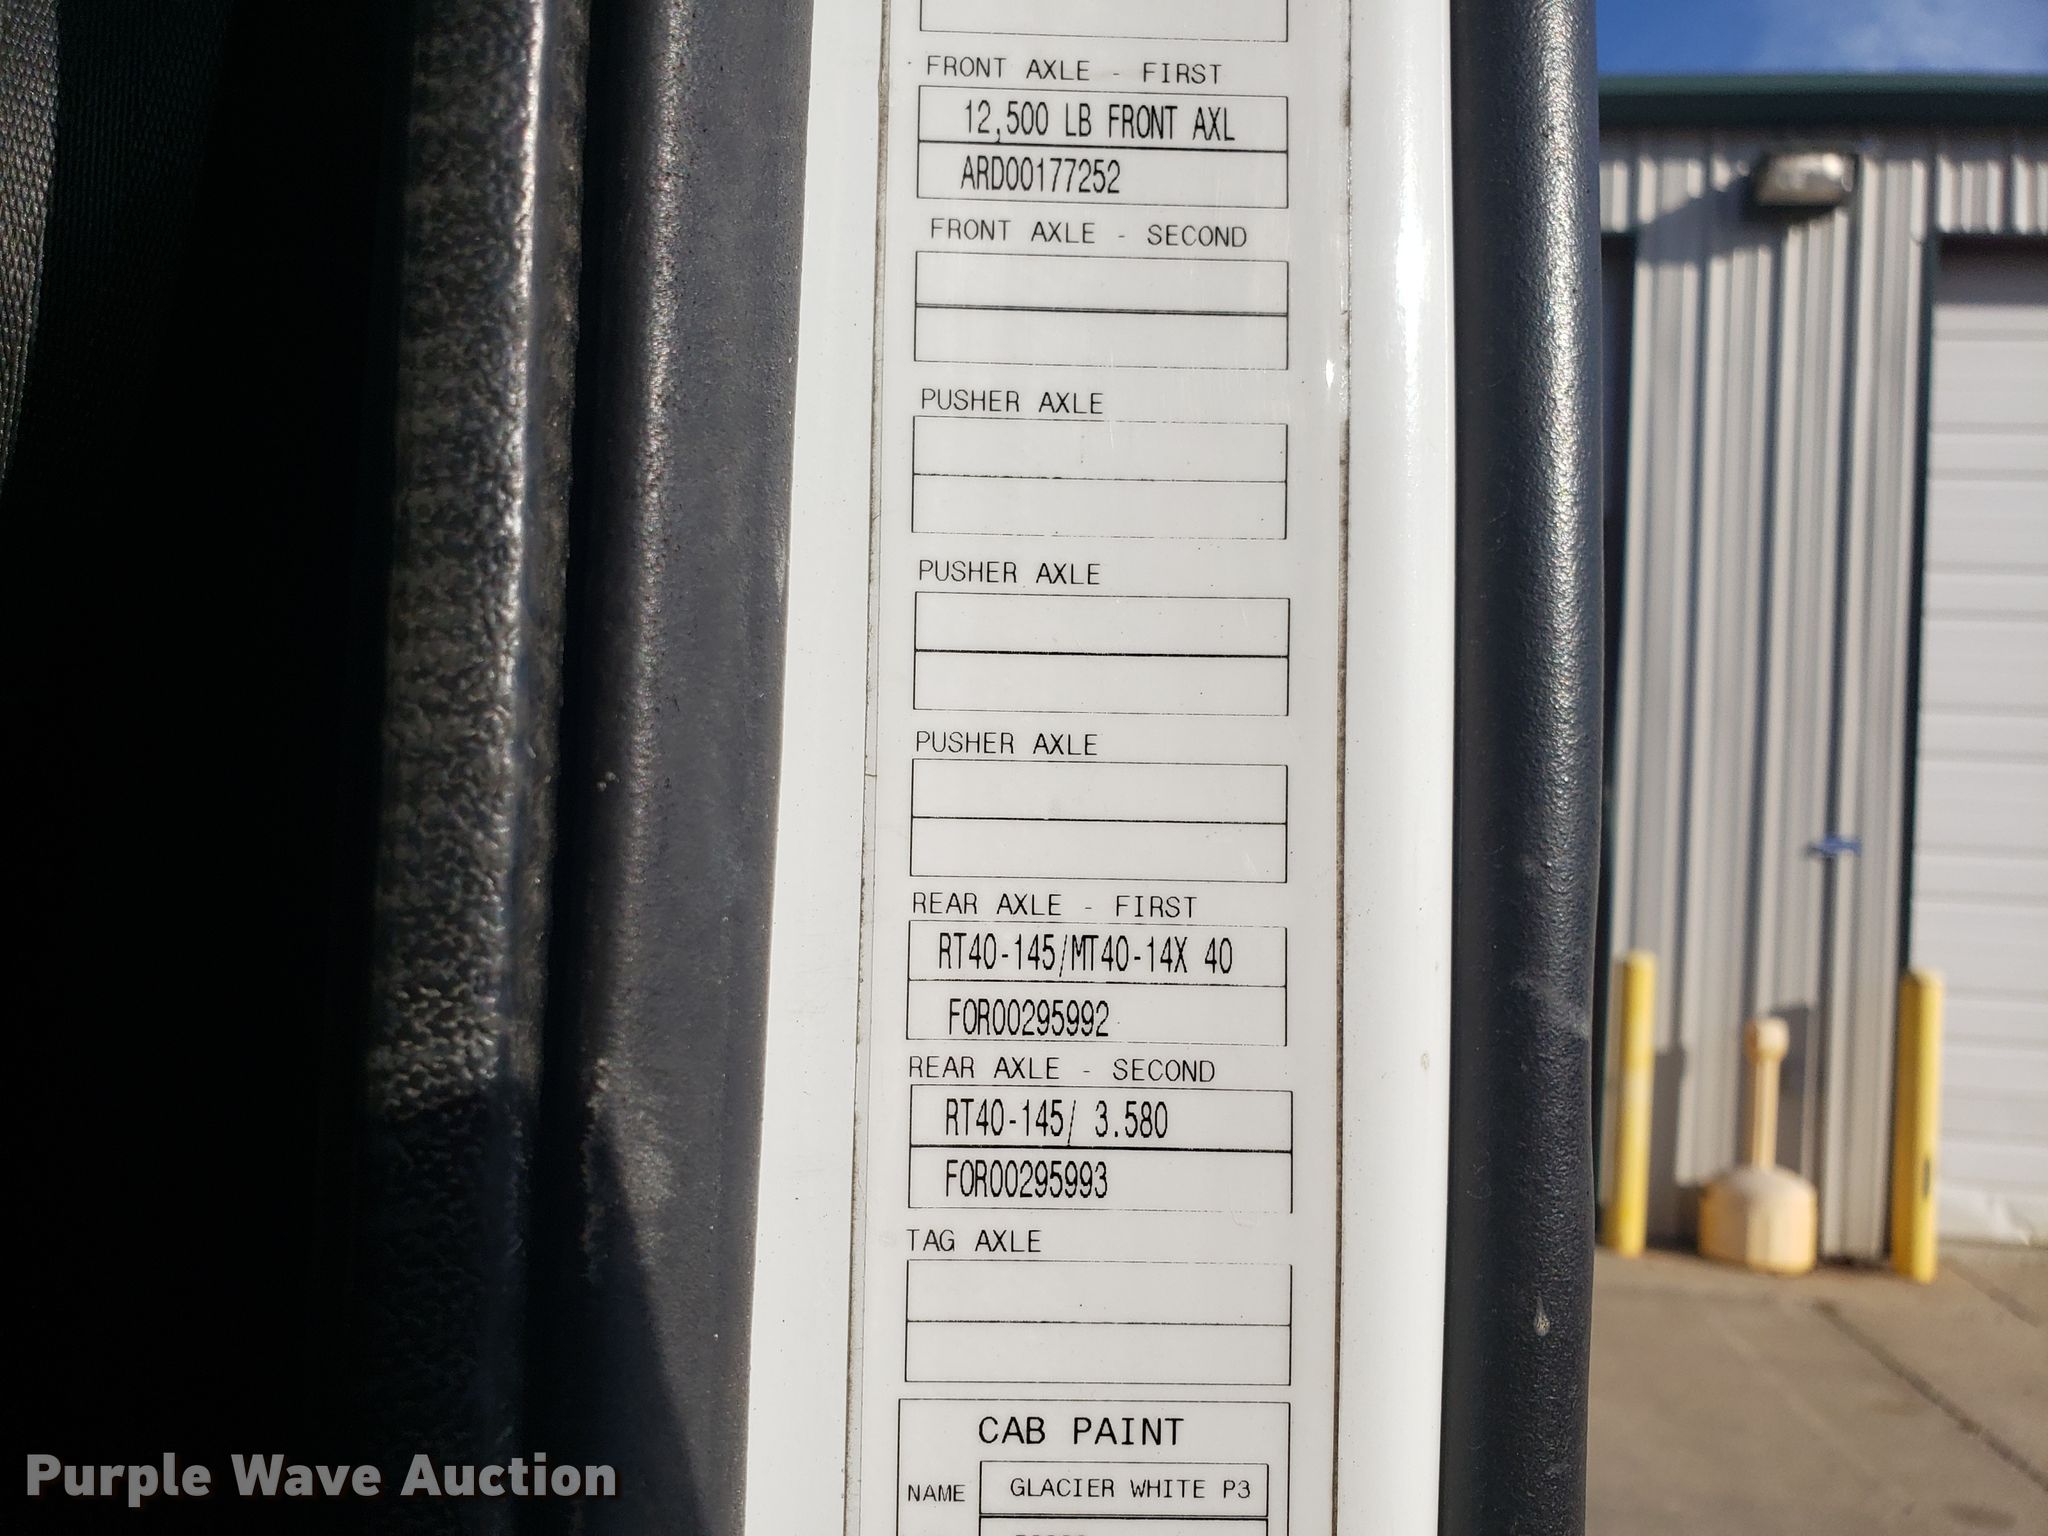 FRONT AXLE - FIRST
12,500 LB FRONT AXL
ARD00177252
FRONT AXLE - SECOND
PUSHER AXLE
PUSHER AXLE
PUSHER AXLE
REAR AXLE - FIRST
RT40-145/MT40-14X 40
FOR00295992
REAR AXLE - SECOND
RT40-145/ 3.580
FOR00295993
TAG AXLE
CAB PAINT
NAME GLACIER WHITE P3
Purple Wave Auction